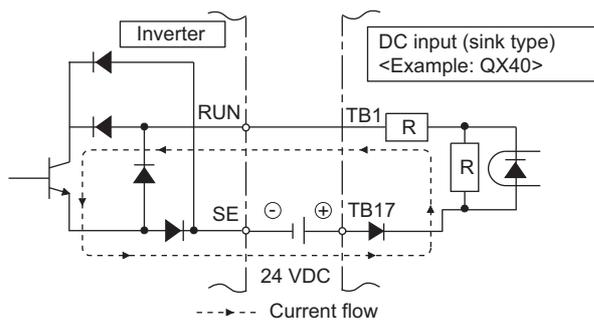 Inverter
DC input (sink type)
<Example: QX40>
RUN
TB1
R
R
SE
⊖
⊕
TB17
24 VDC
Current flow